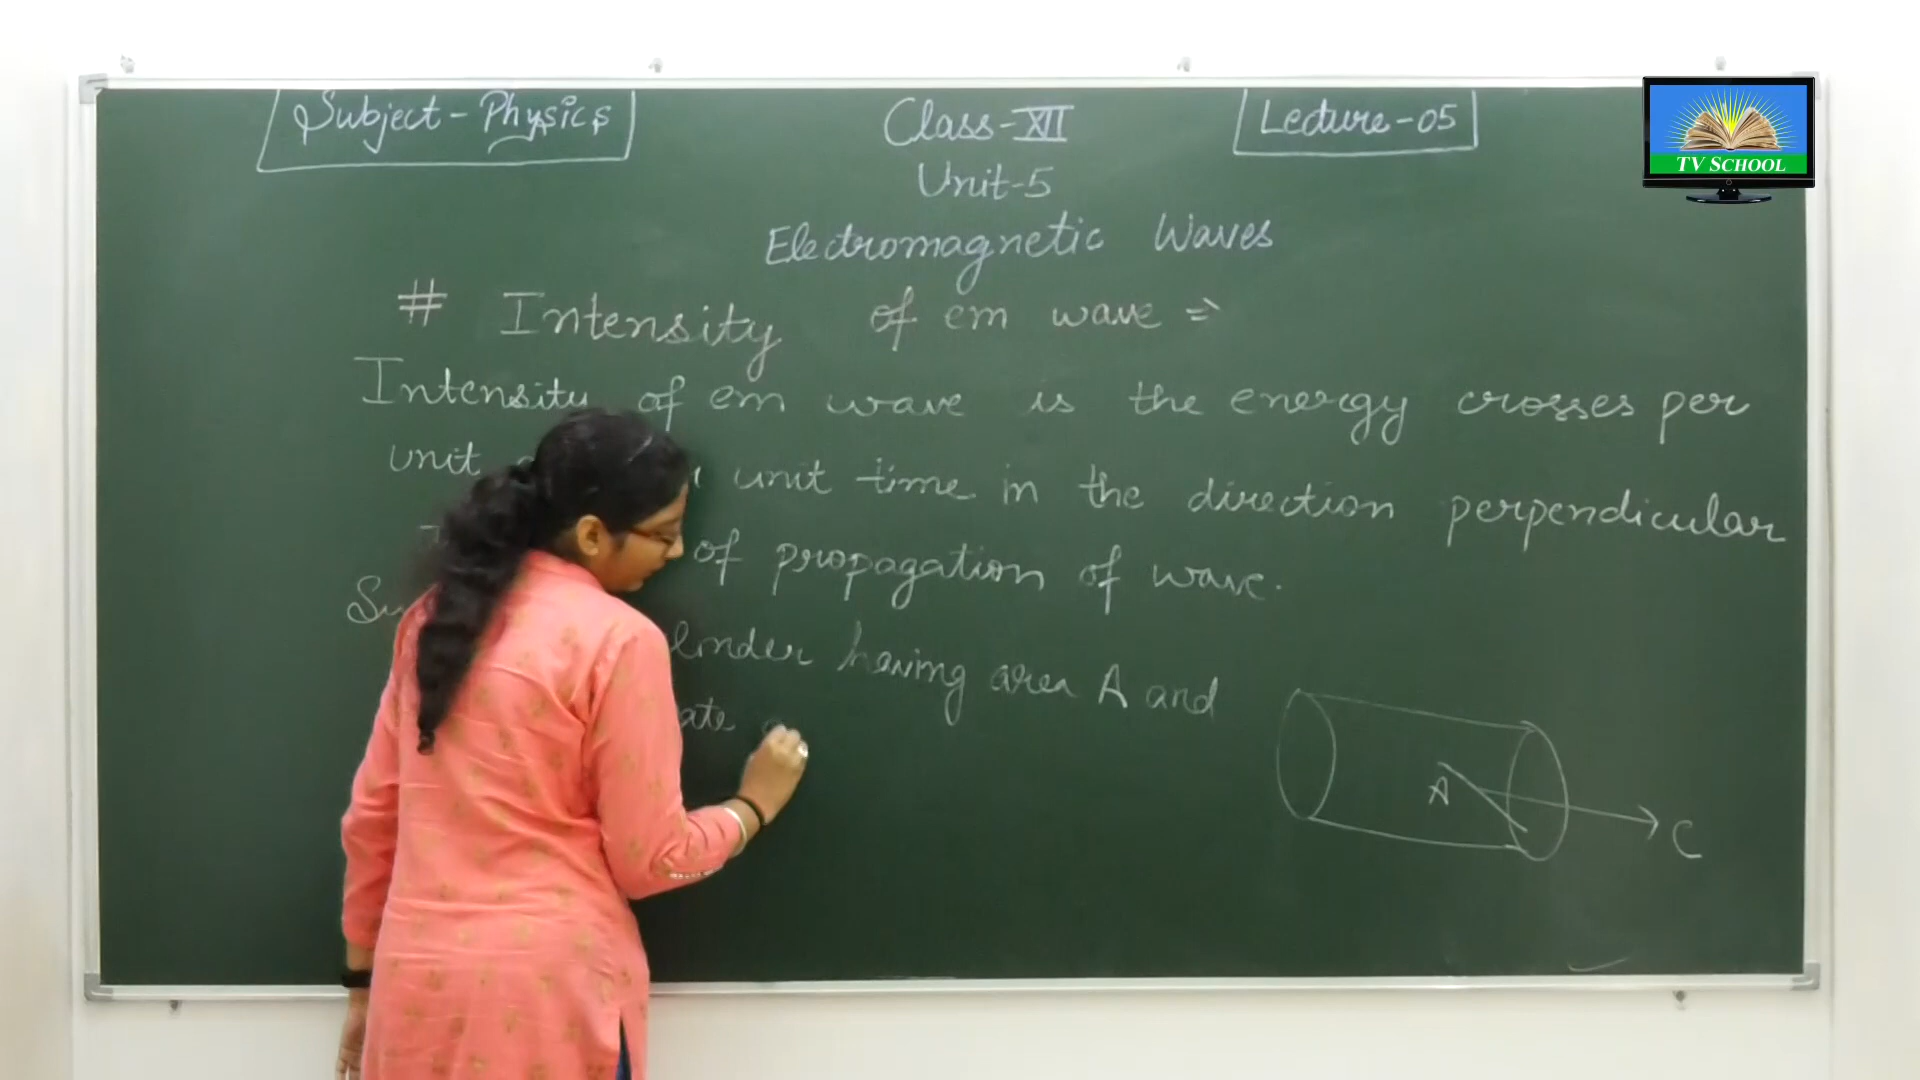 Subject - Physics
Class - XII
Lecture - 05
TV SCHOOL
Unit-5
Electromagnetic Waves
# Intensity of em wave ⇒
Intensity of em wave is the energy crosses per
unit unit time in the direction perpendicular
of propagation of wave.
having area A and
A
C